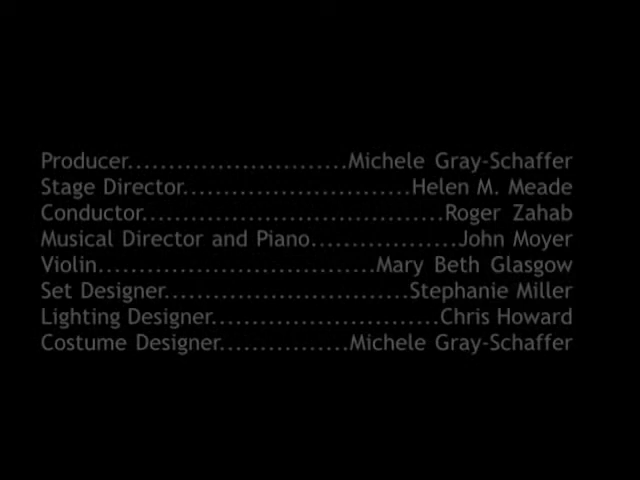 Producer...........................Michele Gray-Schaffer
Stage Director............................Helen M. Meade
Conductor.....................................Roger Zahab
Musical Director and Piano..................John Moyer
Violin..................................Mary Beth Glasgow
Set Designer..............................Stephanie Miller
Lighting Designer............................Chris Howard
Costume Designer................Michele Gray-Schaffer